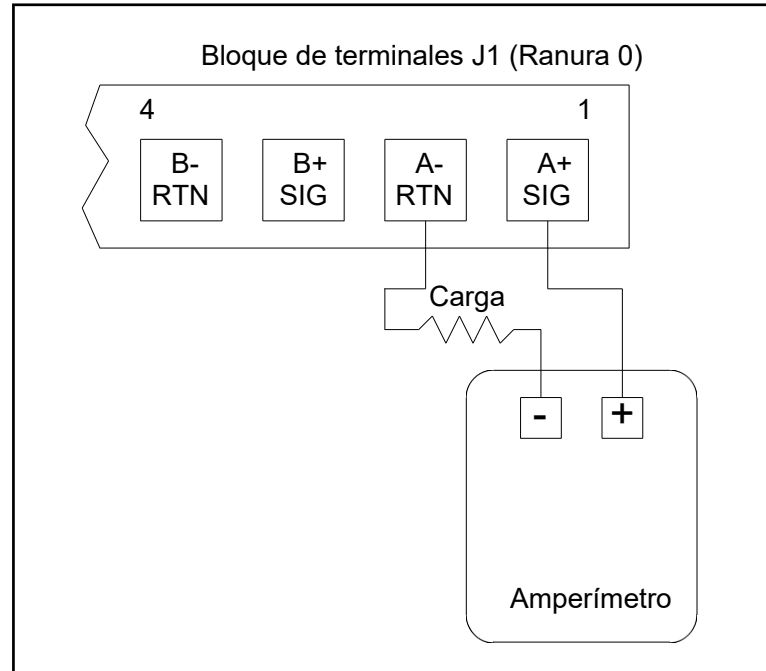 Bloque de terminales J1 (Ranura 0)
4 1
B- B+ A- A+
RTN SIG RTN SIG
Carga
- +
Amperímetro